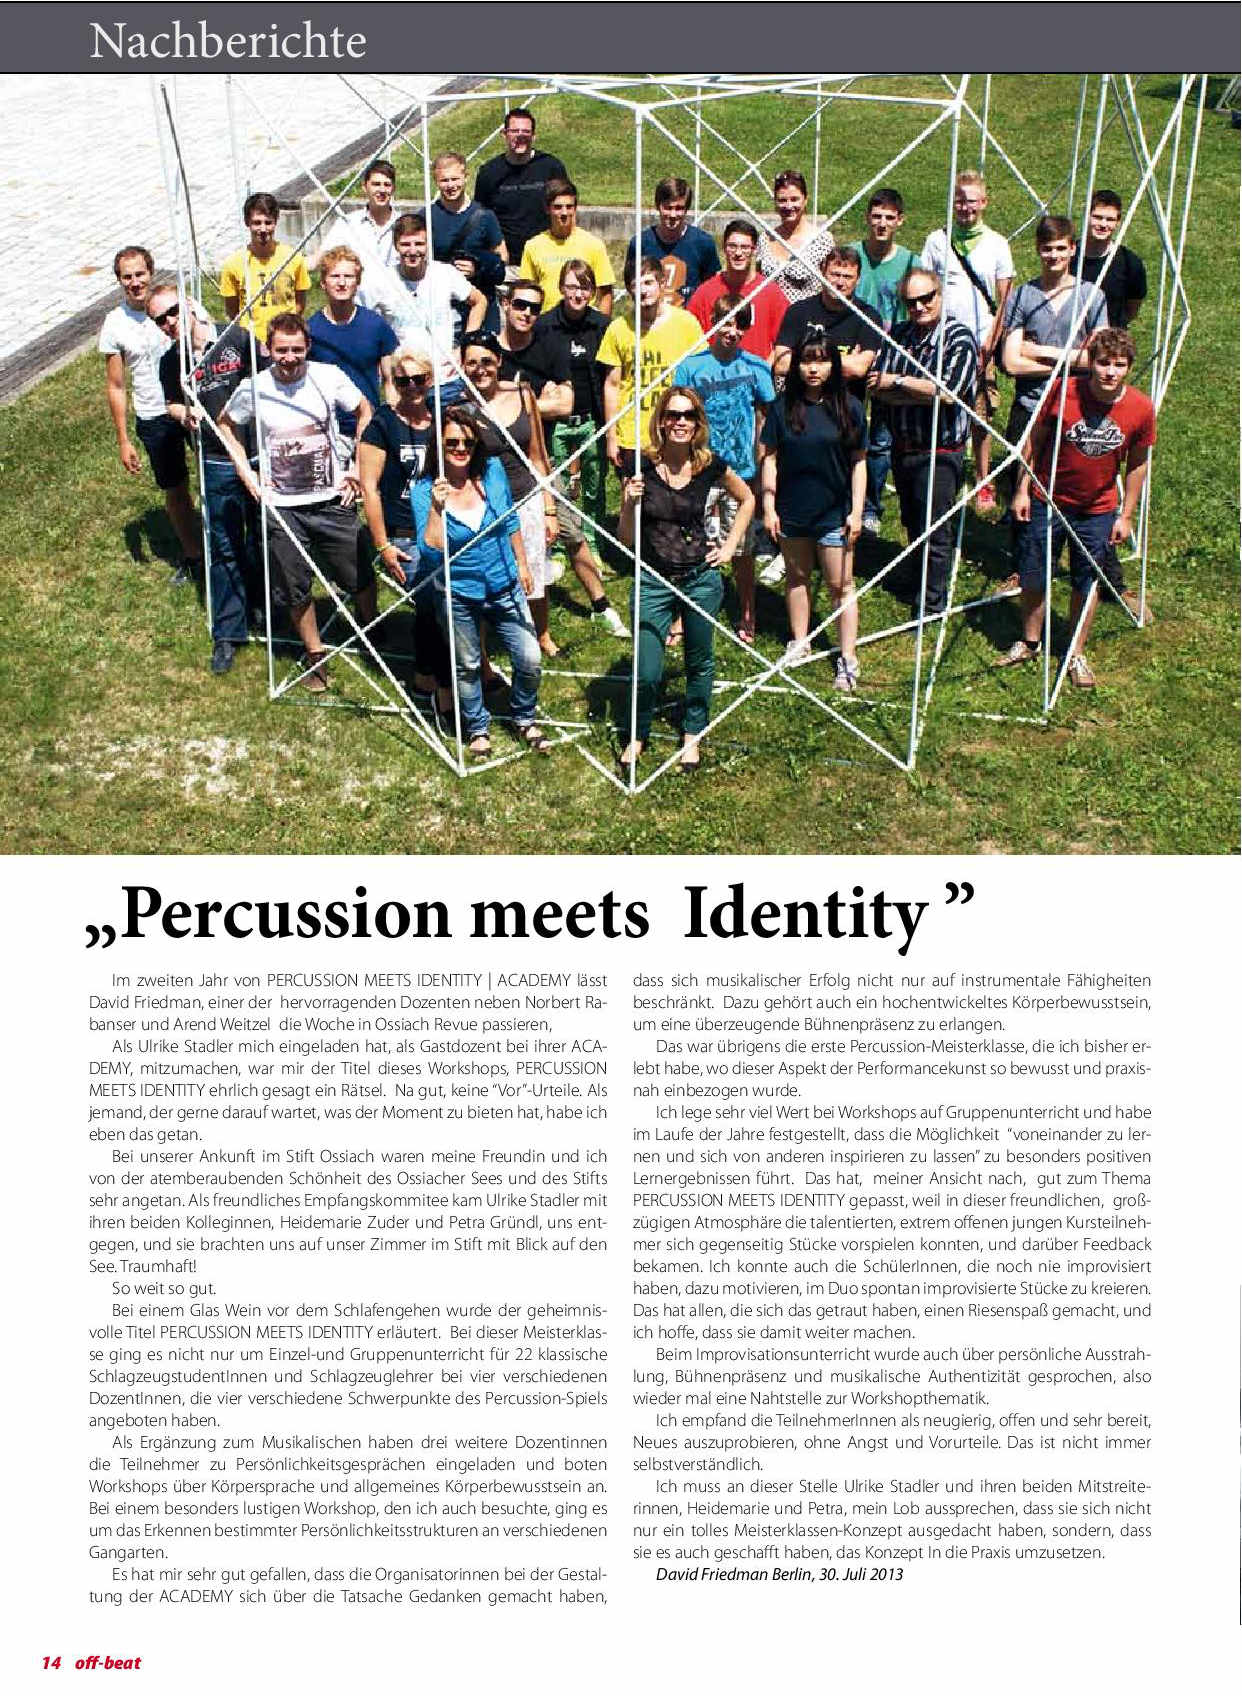 Nachberichte
„Percussion meets Identity ”
Im zweiten Jahr von PERCUSSION MEETS IDENTITY | ACADEMY lässt
David Friedman, einer der hervorragenden Dozenten neben Norbert Ra-
banser und Arend Weitzel die Woche in Ossiach Revue passieren,
Als Ulrike Stadler mich eingeladen hat, als Gastdozent bei ihrer ACA-
DEMY, mitzumachen, war mir der Titel dieses Workshops, PERCUSSION
MEETS IDENTITY ehrlich gesagt ein Rätsel. Na gut, keine “Vor”-Urteile. Als
jemand, der gerne darauf wartet, was der Moment zu bieten hat, habe ich
eben das getan.
Bei unserer Ankunft im Stift Ossiach waren meine Freundin und ich
von der atemberaubenden Schönheit des Ossiacher Sees und des Stifts
sehr angetan. Als freundliches Empfangskommitee kam Ulrike Stadler mit
ihren beiden Kolleginnen, Heidemarie Zuder und Petra Gründl, uns ent-
gegen, und sie brachten uns auf unser Zimmer im Stift mit Blick auf den
See. Traumhaft!
So weit so gut.
Bei einem Glas Wein vor dem Schlafengehen wurde der geheimnis-
volle Titel PERCUSSION MEETS IDENTITY erläutert. Bei dieser Meisterklas-
se ging es nicht nur um Einzel-und Gruppenunterricht für 22 klassische
SchlagzeugstudentInnen und Schlagzeuglehrer bei vier verschiedenen
DozentInnen, die vier verschiedene Schwerpunkte des Percussion-Spiels
angeboten haben.
Als Ergänzung zum Musikalischen haben drei weitere Dozentinnen
die Teilnehmer zu Persönlichkeitsgesprächen eingeladen und boten
Workshops über Körpersprache und allgemeines Körperbewusstsein an.
Bei einem besonders lustigen Workshop, den ich auch besuchte, ging es
um das Erkennen bestimmter Persönlichkeitsstrukturen an verschiedenen
Gangarten.
Es hat mir sehr gut gefallen, dass die Organisatorinnen bei der Gestal-
tung der ACADEMY sich über die Tatsache Gedanken gemacht haben,
dass sich musikalischer Erfolg nicht nur auf instrumentale Fähigheiten
beschränkt. Dazu gehört auch ein hochentwickeltes Körperbewusstsein,
um eine überzeugende Bühnenpräsenz zu erlangen.
Das war übrigens die erste Percussion-Meisterklasse, die ich bisher er-
lebt habe, wo dieser Aspekt der Performancekunst so bewusst und praxis-
nah einbezogen wurde.
Ich lege sehr viel Wert bei Workshops auf Gruppenunterricht und habe
im Laufe der Jahre festgestellt, dass die Möglichkeit “voneinander zu ler-
nen und sich von anderen inspirieren zu lassen” zu besonders positiven
Lernergebnissen führt. Das hat, meiner Ansicht nach, gut zum Thema
PERCUSSION MEETS IDENTITY gepasst, weil in dieser freundlichen, groß-
zügigen Atmosphäre die talentierten, extrem offenen jungen Kursteilneh-
mer sich gegenseitig Stücke vorspielen konnten, und darüber Feedback
bekamen. Ich konnte auch die SchülerInnen, die noch nie improvisiert
haben, dazu motivieren, im Duo spontan improvisierte Stücke zu kreieren.
Das hat allen, die sich das getraut haben, einen Riesenspaß gemacht, und
ich hoffe, dass sie damit weiter machen.
Beim Improvisationsunterricht wurde auch über persönliche Ausstrah-
lung, Bühnenpräsenz und musikalische Authentizität gesprochen, also
wieder mal eine Nahtstelle zur Workshopthematik.
Ich empfand die TeilnehmerInnen als neugierig, offen und sehr bereit,
Neues auszuprobieren, ohne Angst und Vorurteile. Das ist nicht immer
selbstverständlich.
Ich muss an dieser Stelle Ulrike Stadler und ihren beiden Mitstreite-
rinnen, Heidemarie und Petra, mein Lob aussprechen, dass sie sich nicht
nur ein tolles Meisterklassen-Konzept ausgedacht haben, sondern, dass
sie es auch geschafft haben, das Konzept In die Praxis umzusetzen.
David Friedman Berlin, 30. Juli 2013
14 off-beat